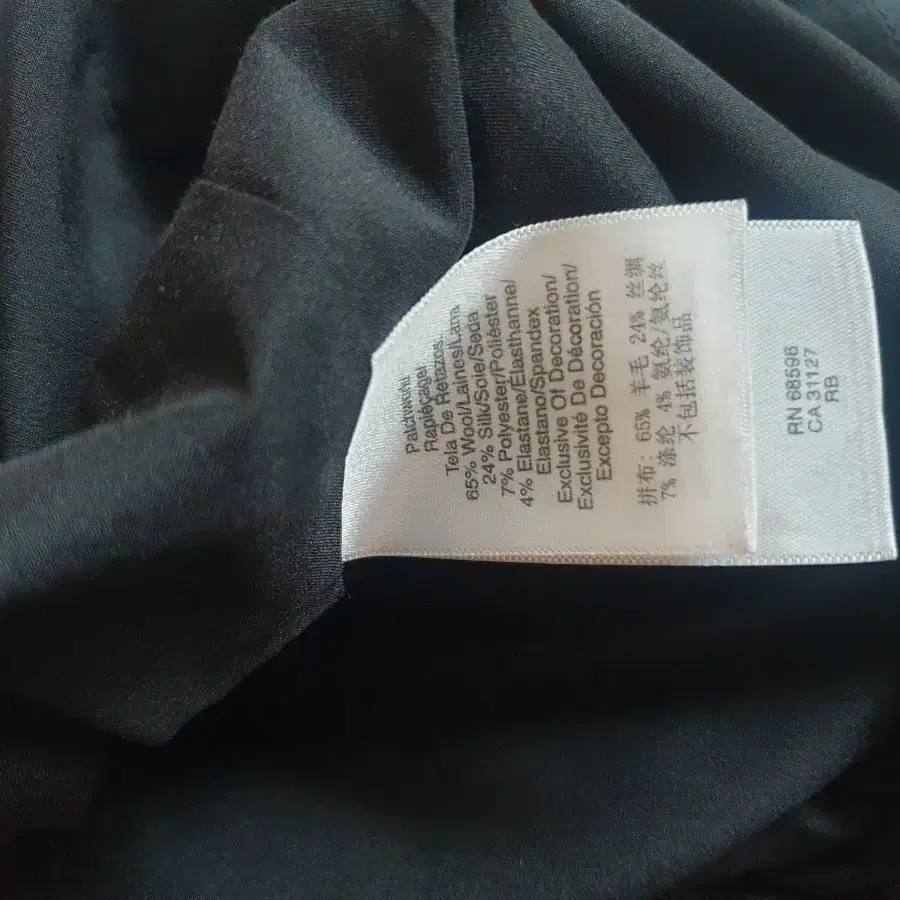 Patchwork/
Rapiéçage/
Tela De Retazos:
65% Wool/Laines/Lana
24% Silk/Soie/Seda
7% Polyester/Poliéster
4% Elastane/Elasthanne/
Elastano/Spandex
Exclusive Of Decoration/
Exclusivité De Décoration/
Excepto Decoración
拼布: 65% 羊毛 24% 丝绸
7% 涤纶 4% 氨纶/氨纶丝
不包括装饰品
RN 68598
CA 31127
RB